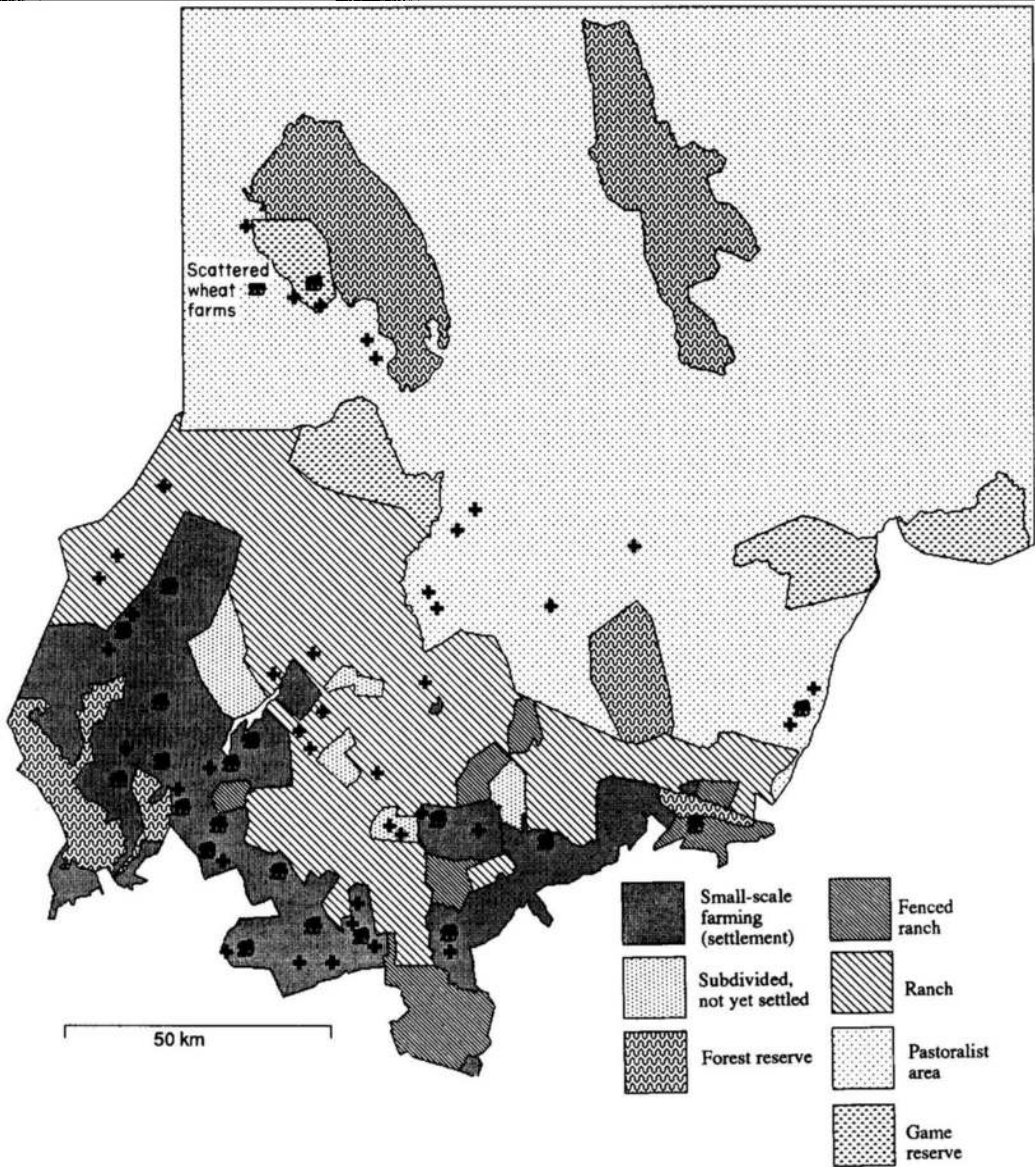 Scattered
wheat
farms
50 km
Small-scale
farming
(settlement)
Subdivided,
not yet settled
Forest reserve
Fenced
ranch
Ranch
Pastoralist
area
Game
reserve